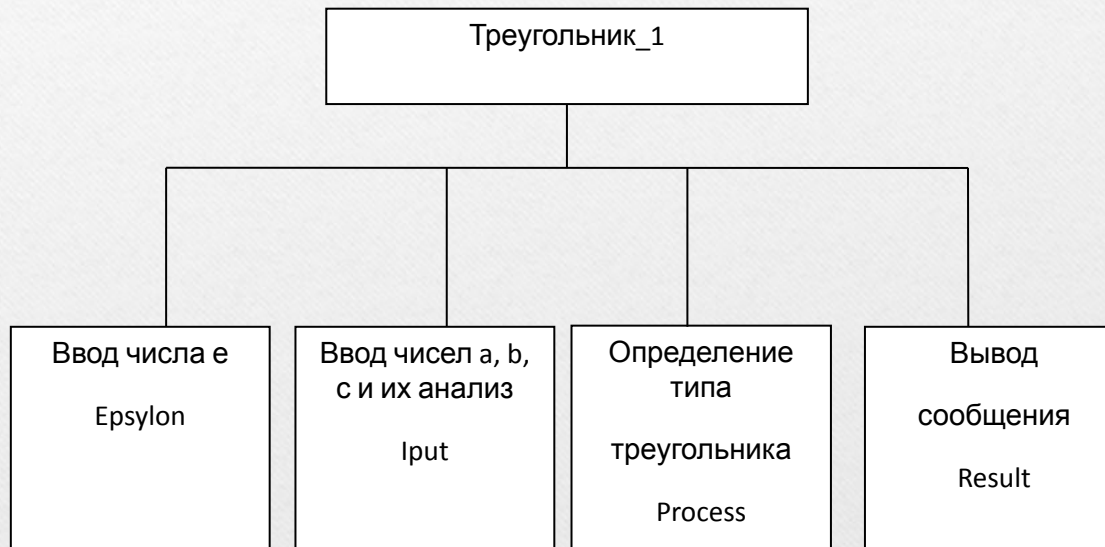 Треугольник_1
Ввод числа е
Epsylon
Ввод чисел a, b,
с и их анализ
Iput
Определение
типа
треугольника
Process
Вывод
сообщения
Result